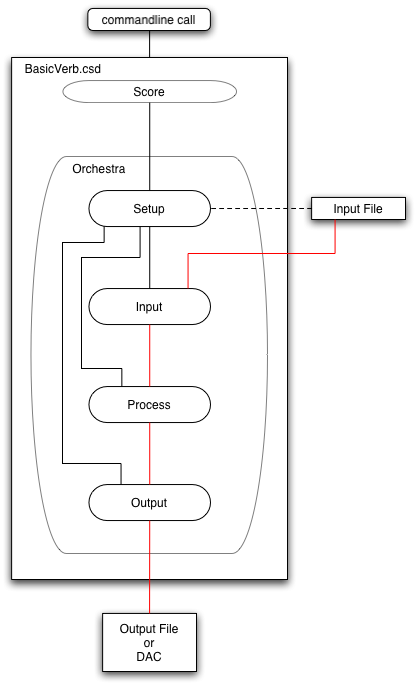 commandline call
BasicVerb.csd
Score
Orchestra
Setup
Input File
Input
Process
Output
Output File
or
DAC